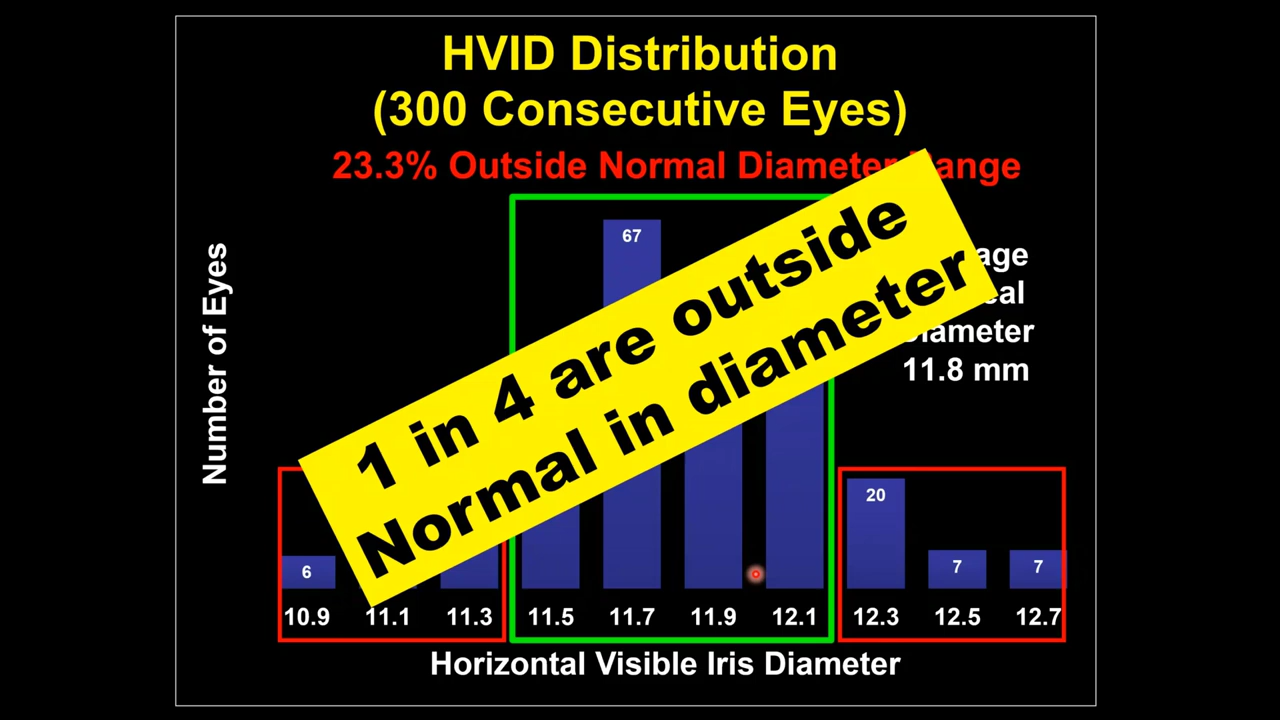 HVID Distribution
(300 Consecutive Eyes)
23.3% Outside Normal Diameter
1 in 4 are outside
Normal in diameter
11.8 mm
Number of Eyes
67
6
20
7
7
10.9 11.1 11.3 11.5 11.7 11.9 12.1 12.3 12.5 12.7
Horizontal Visible Iris Diameter